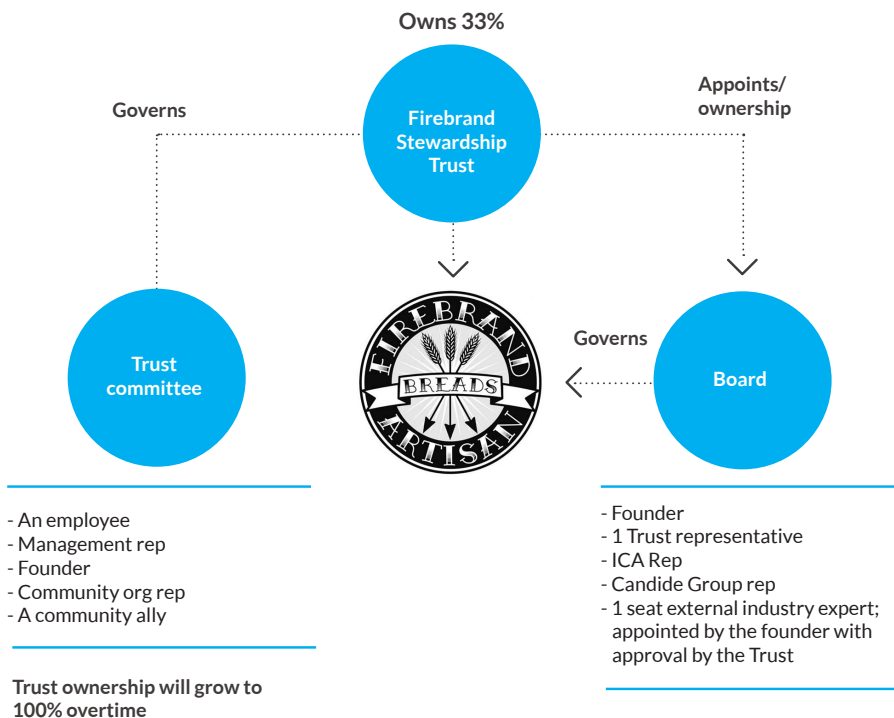 Owns 33%
Governs
Firebrand
Stewardship
Trust
Appoints/
ownership
Trust
committee
FIREBRAND
BREADS
ARTISAN
Governs
Board
- An employee
- Management rep
- Founder
- Community org rep
- A community ally
Trust ownership will grow to
100% overtime
- Founder
- 1 Trust representative
- ICA Rep
- Candide Group rep
- 1 seat external industry expert;
appointed by the founder with
approval by the Trust